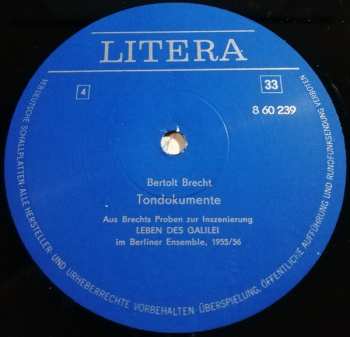 LITERA
4
33
8 60 239
Bertolt Brecht
Tondokumente
Aus Brechts Proben zur Inszenierung
LEBEN DES GALILEI
im Berliner Ensemble, 1955/56
VEB DEUTSCHE SCHALLPLATTEN · ALLE HERSTELLER- UND URHEBERRECHTE VORBEHALTEN ÜBERSPIELUNG, ÖFFENTLICHE AUFFÜHRUNG UND RUNDFUNKSENDUNG VERBOTEN